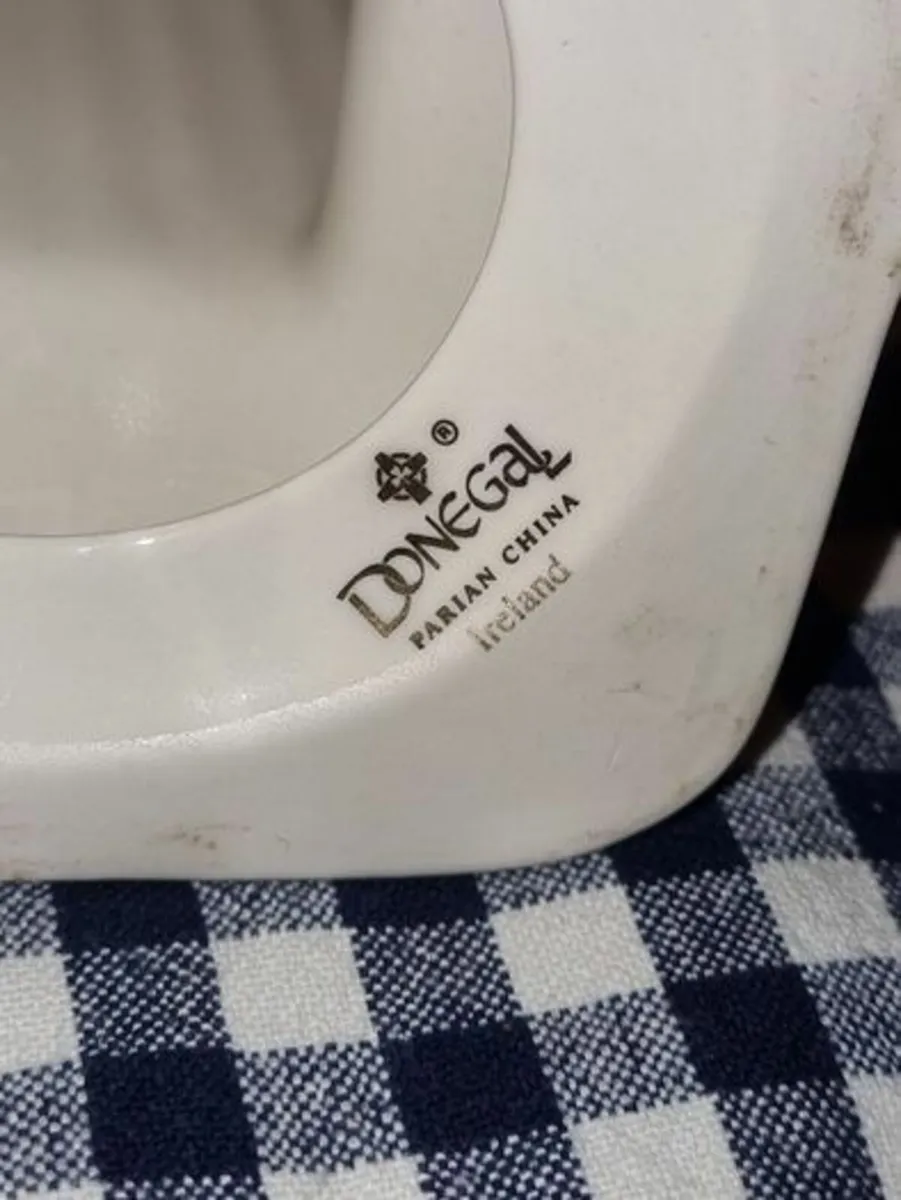 ®
DONEGaL
PARIAN CHINA
Ireland